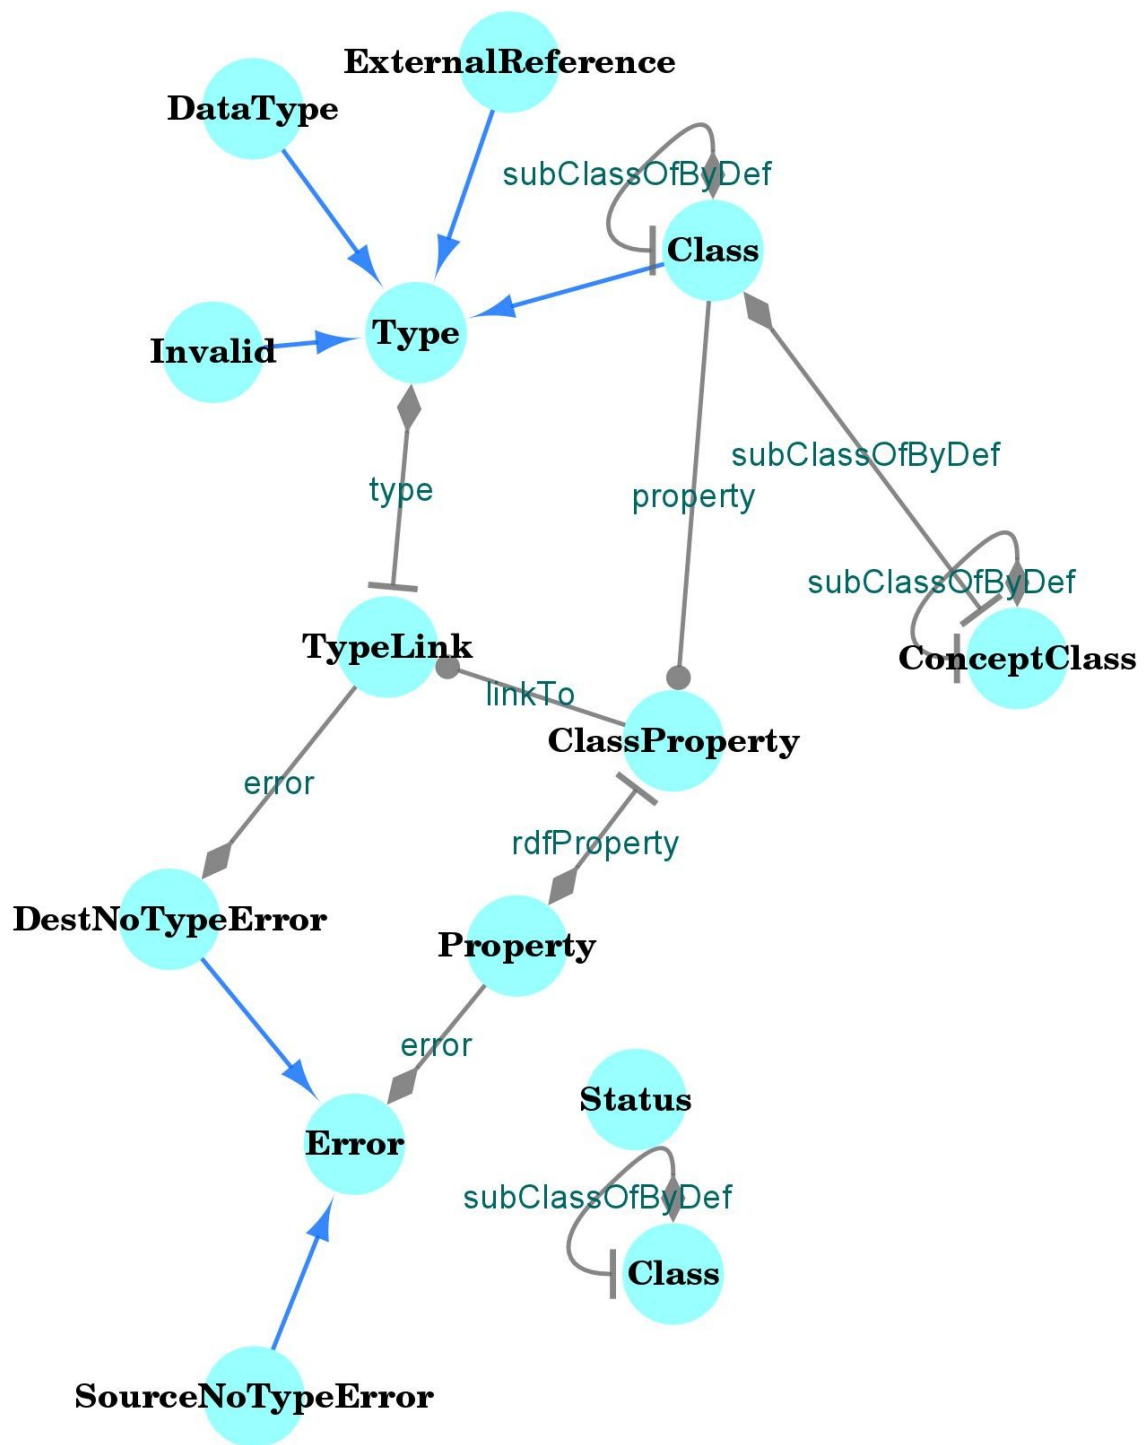 ExternalReference
DataType
subClassOfByDef
Class
Type
Invalid
subClassOfByDef
type
property
subClassOfByDef
TypeLink
ConceptClass
linkTo
ClassProperty
error
rdfProperty
DestNoTypeError
Property
error
Status
Error
subClassOfByDef
Class
SourceNoTypeError